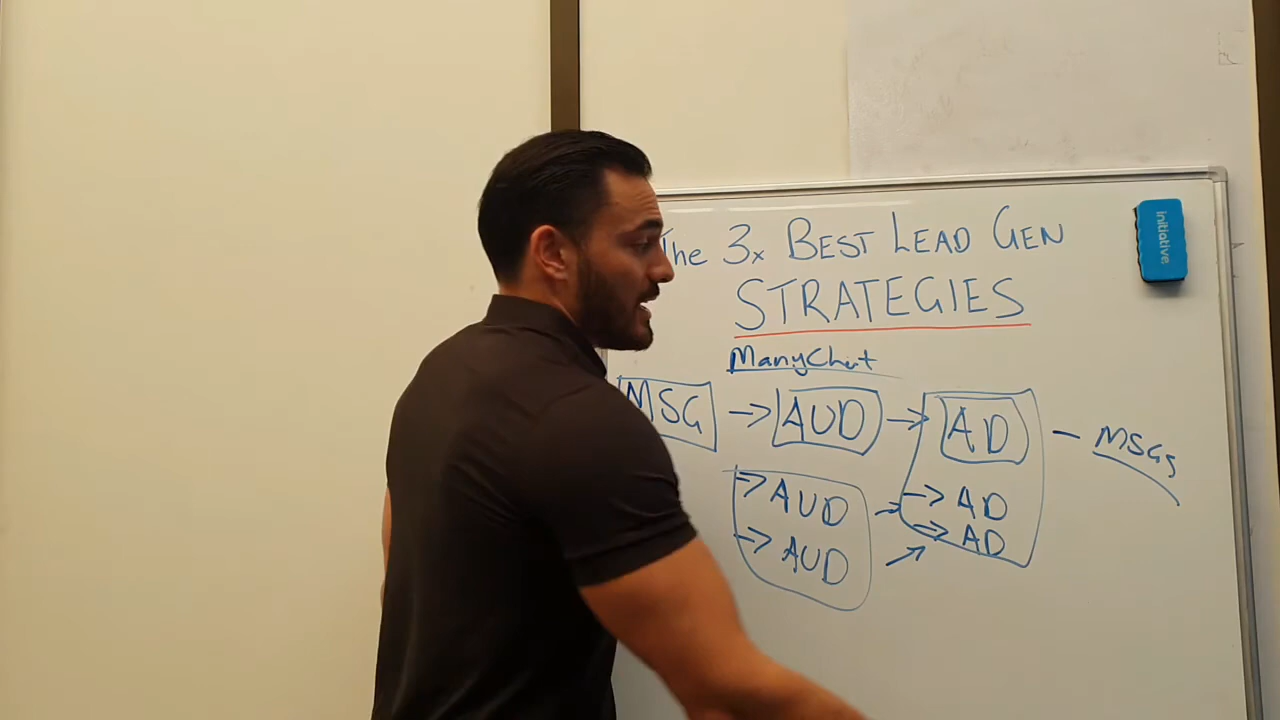 The 3x BEST LEAD GEN
STRATEGIES
initiative
ManyChat
MSG → AUD → AD — MSGs
→ AUD → → AD
→ AUD → → AD